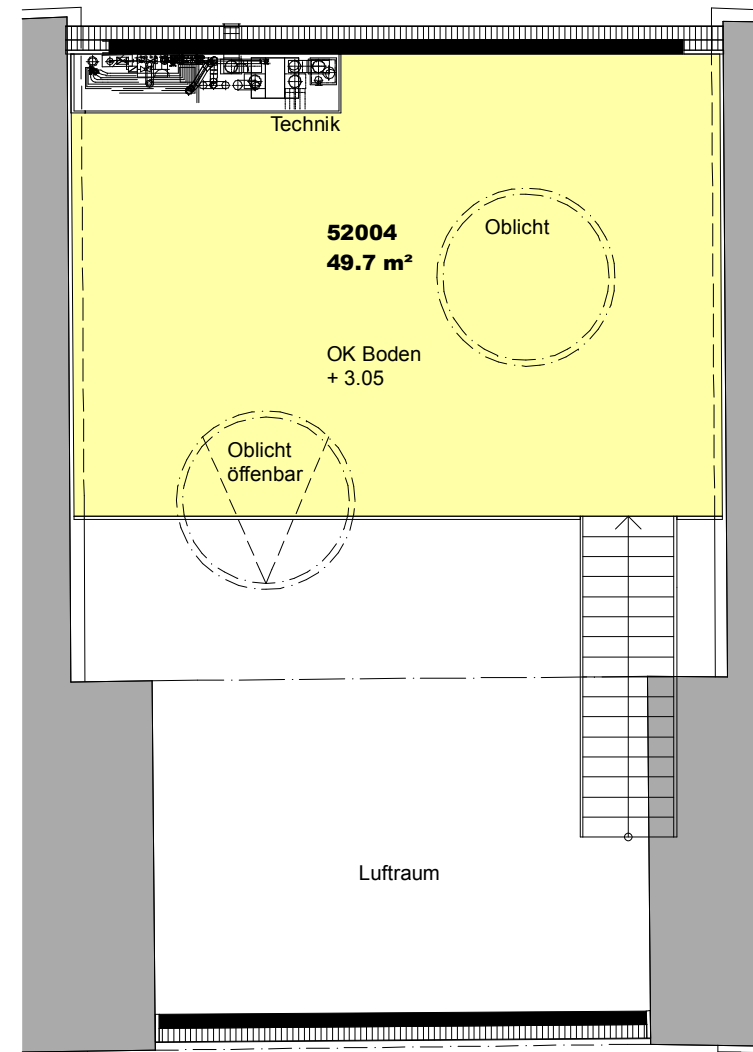 Technik
52004
49.7 m²
Oblicht
OK Boden
+ 3.05
Oblicht
öffenbar
Luftraum